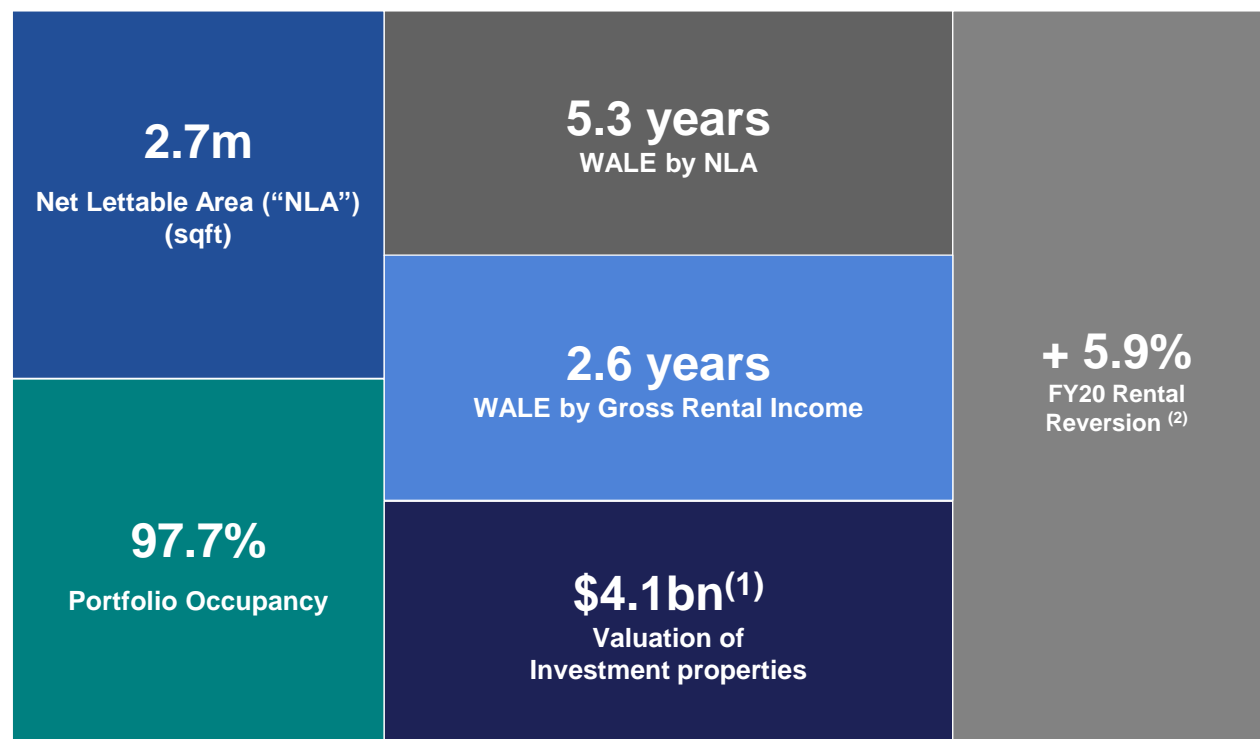 2.7m
Net Lettable Area (“NLA”)
(sqft)
97.7%
Portfolio Occupancy
5.3 years
WALE by NLA
2.6 years
WALE by Gross Rental Income
$4.1bn(1)
Valuation of
Investment properties
+ 5.9%
FY20 Rental
Reversion (2)